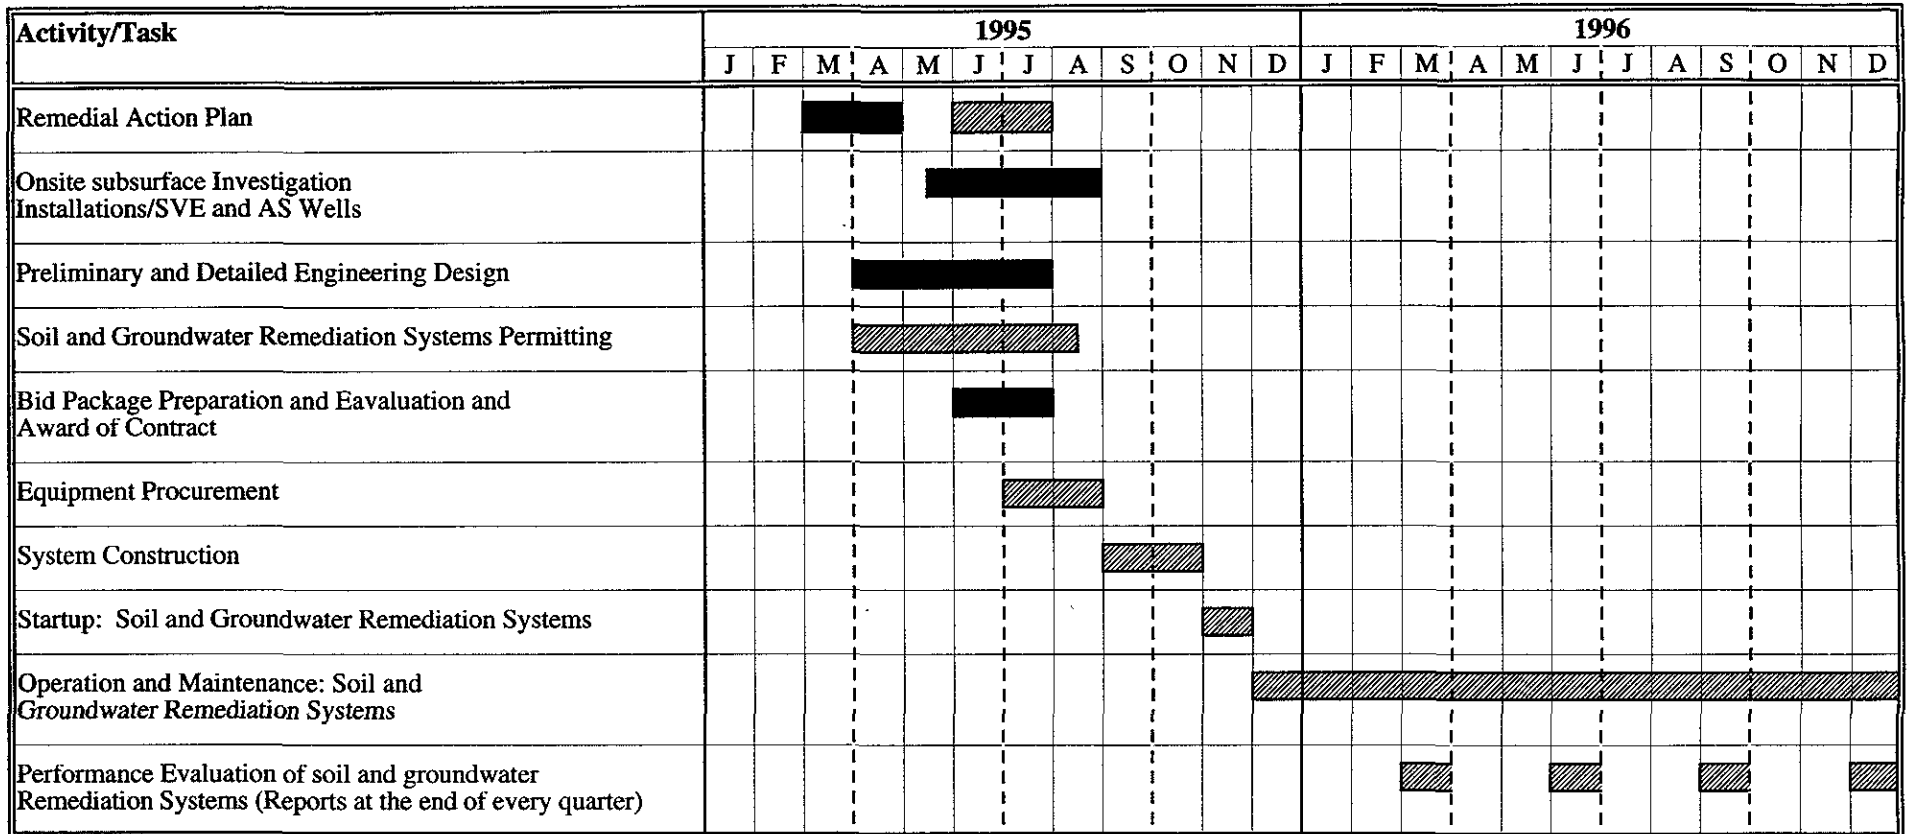 Activity/Task
1995
1996
J F M A M J J A S O N D J F M A M J J A S O N D
Remedial Action Plan
Onsite subsurface Investigation
Installations/SVE and AS Wells
Preliminary and Detailed Engineering Design
Soil and Groundwater Remediation Systems Permitting
Bid Package Preparation and Eavaluation and
Award of Contract
Equipment Procurement
System Construction
Startup: Soil and Groundwater Remediation Systems
Operation and Maintenance: Soil and
Groundwater Remediation Systems
Performance Evaluation of soil and groundwater
Remediation Systems (Reports at the end of every quarter)